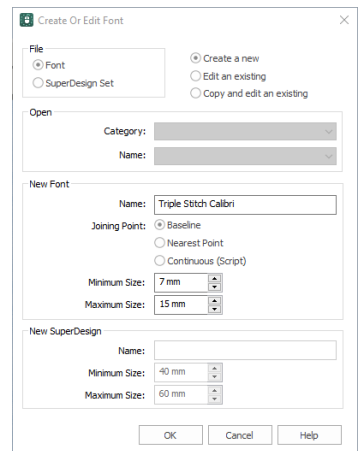 Create Or Edit Font
File
Font
SuperDesign Set
Create a new
Edit an existing
Copy and edit an existing
Open
Category:
Name:
New Font
Name: Triple Stitch Calibri
Joining Point: Baseline
Nearest Point
Continuous (Script)
Minimum Size: 7 mm
Maximum Size: 15 mm
New SuperDesign
Name:
Minimum Size: 40 mm
Maximum Size: 60 mm
OK Cancel Help